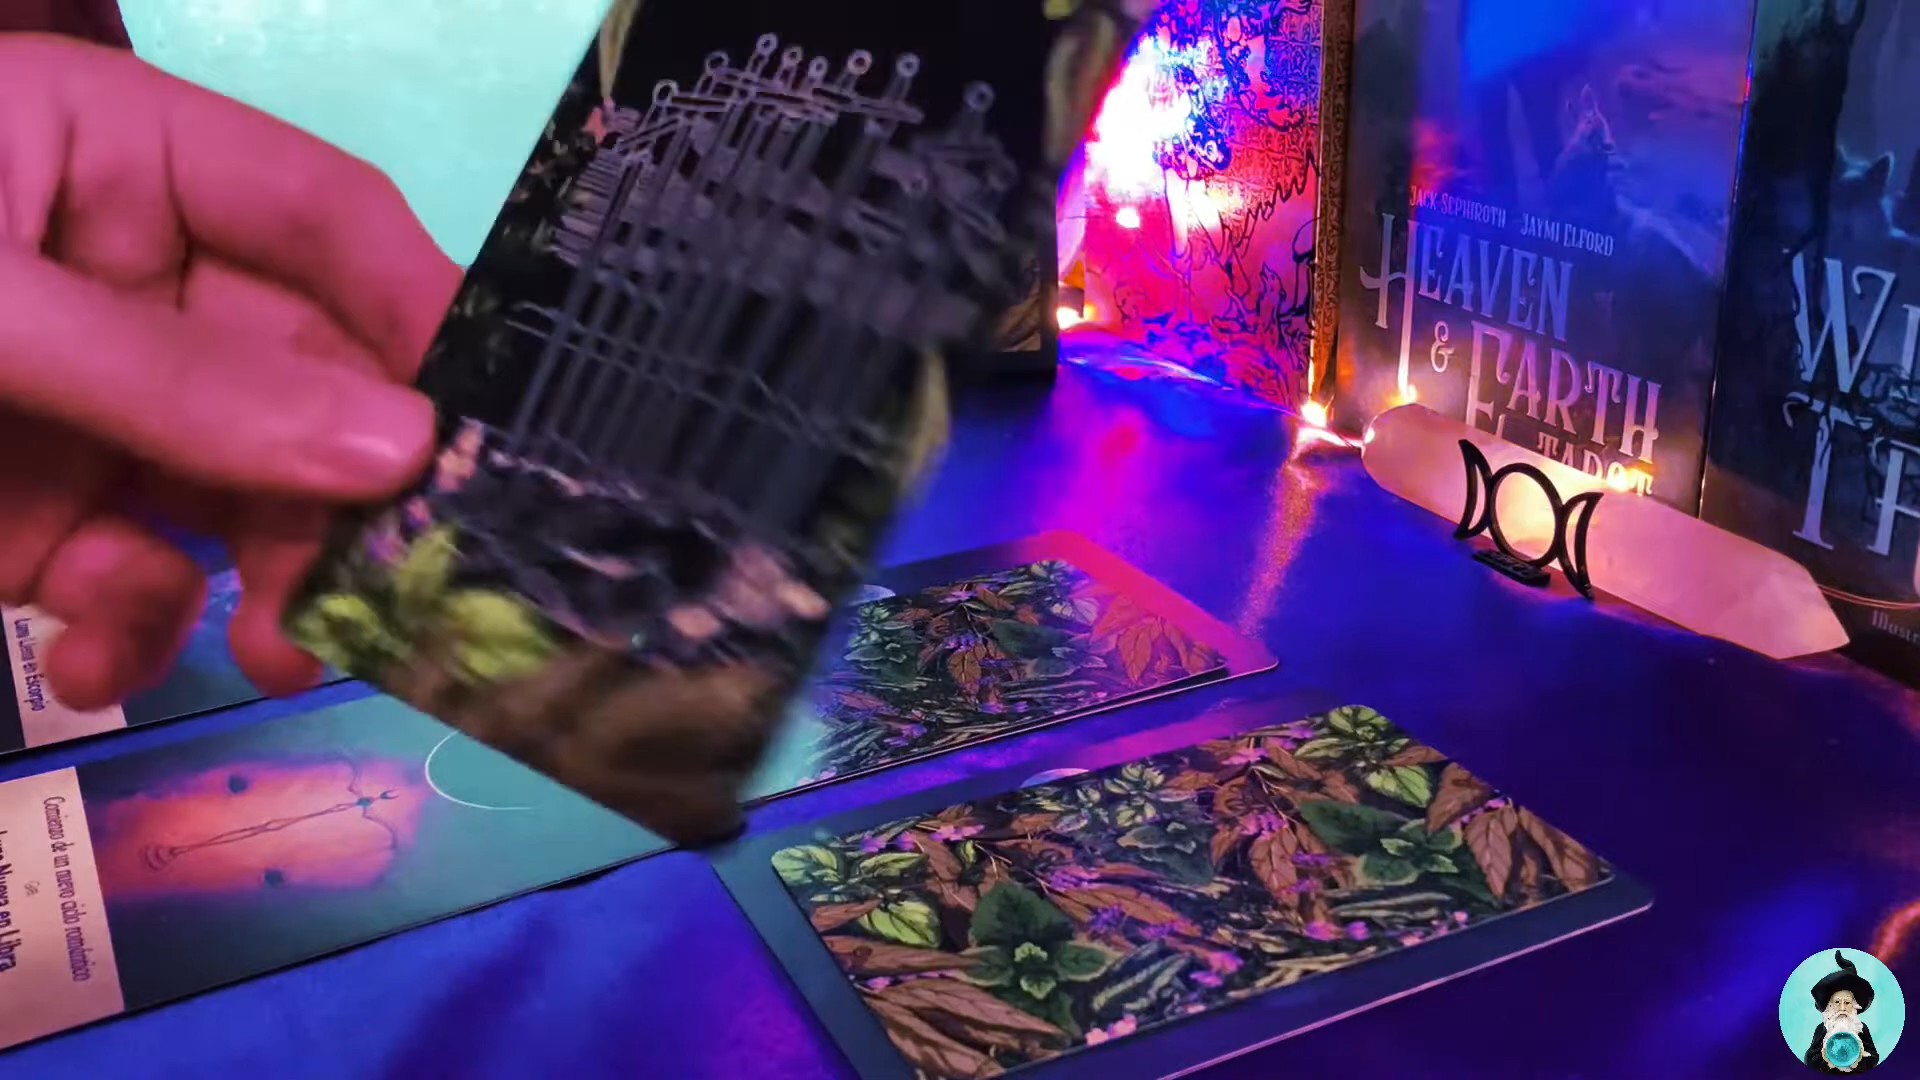 JACK SEPHIROTH – JAYMI ELFORD
HEAVEN
& EARTH
TAROT
Illustr
Luna Llena en Escorpio
Comienzo de un nuevo ciclo romántico
Luna Nueva en Libra